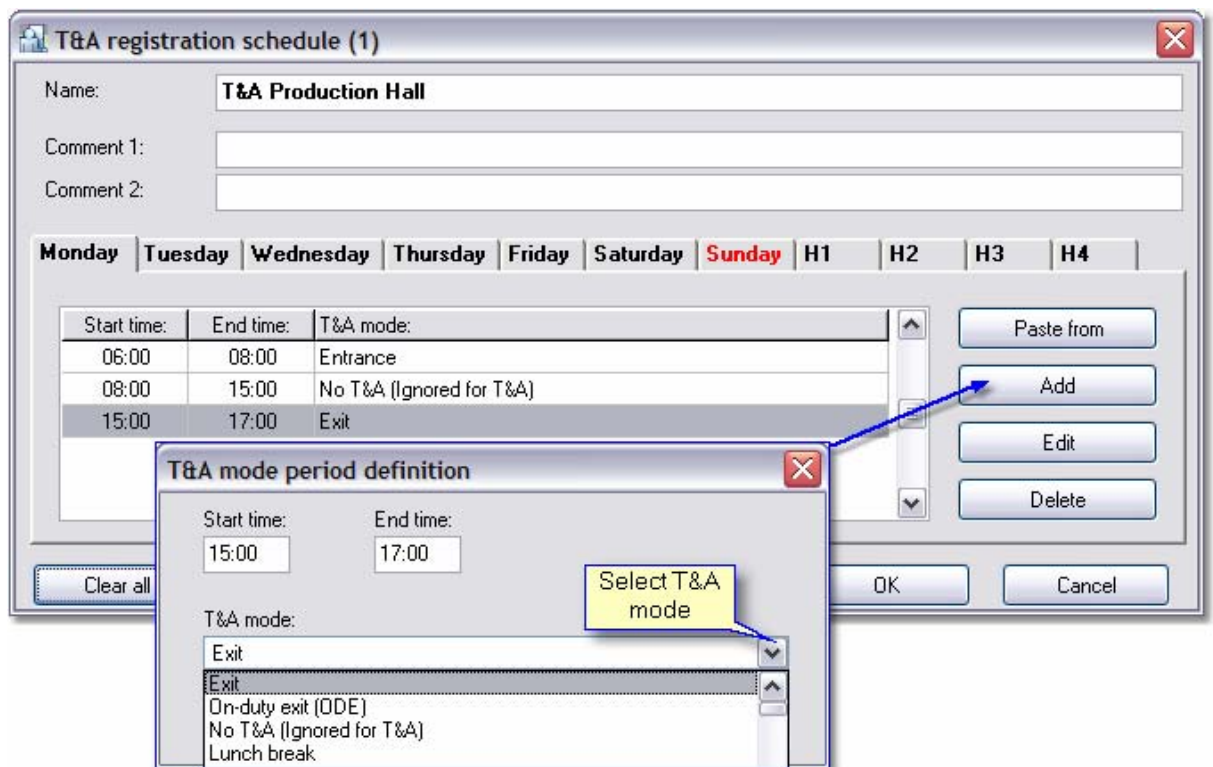 T&A registration schedule (1)
Name: T&A Production Hall
Comment 1:
Comment 2:
Monday Tuesday Wednesday Thursday Friday Saturday Sunday H1 H2 H3 H4
Start time: End time: T&A mode:
06:00 08:00 Entrance
08:00 15:00 No T&A (Ignored for T&A)
15:00 17:00 Exit
Paste from
Add
Edit
Delete
Clear all
OK
Cancel
T&A mode period definition
Start time: End time:
15:00 17:00
Select T&A
mode
T&A mode:
Exit
Exit
On-duty exit (ODE)
No T&A (Ignored for T&A)
Lunch break